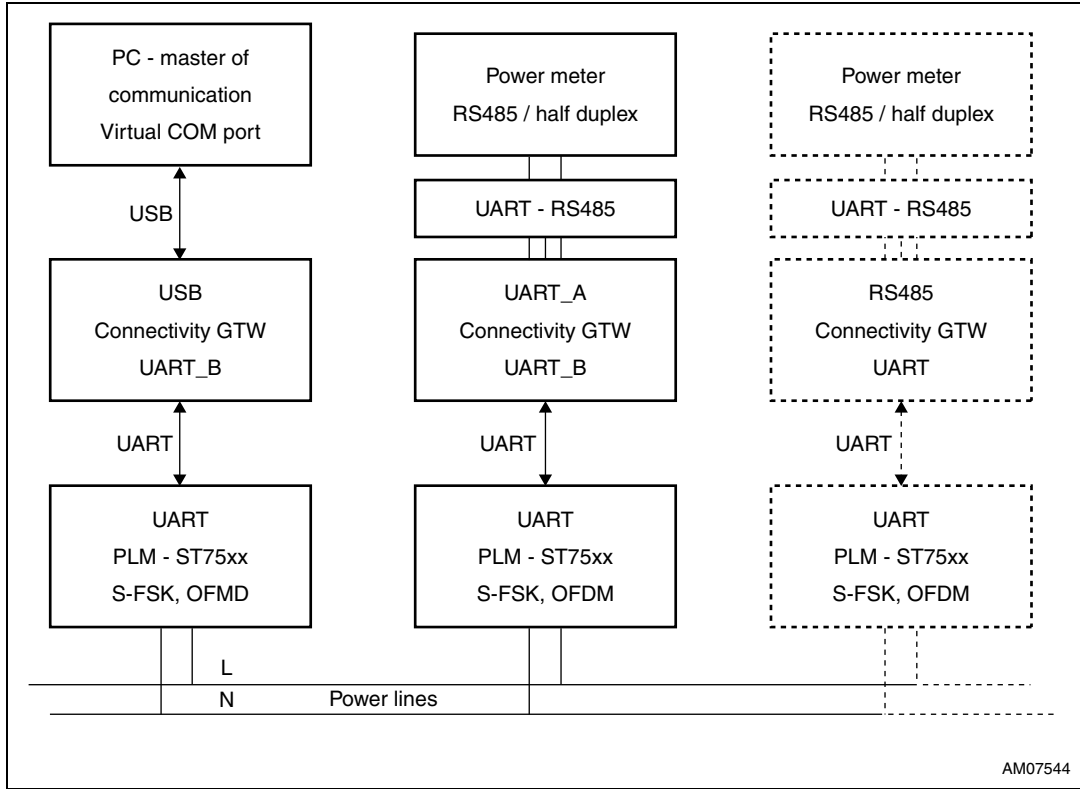 PC - master of
communication
Virtual COM port
USB
USB
Connectivity GTW
UART_B
UART
UART
PLM - ST75xx
S-FSK, OFMD
Power meter
RS485 / half duplex
UART - RS485
UART_A
Connectivity GTW
UART_B
UART
UART
PLM - ST75xx
S-FSK, OFDM
Power meter
RS485 / half duplex
UART - RS485
RS485
Connectivity GTW
UART
UART
UART
PLM - ST75xx
S-FSK, OFDM
L
N Power lines
AM07544